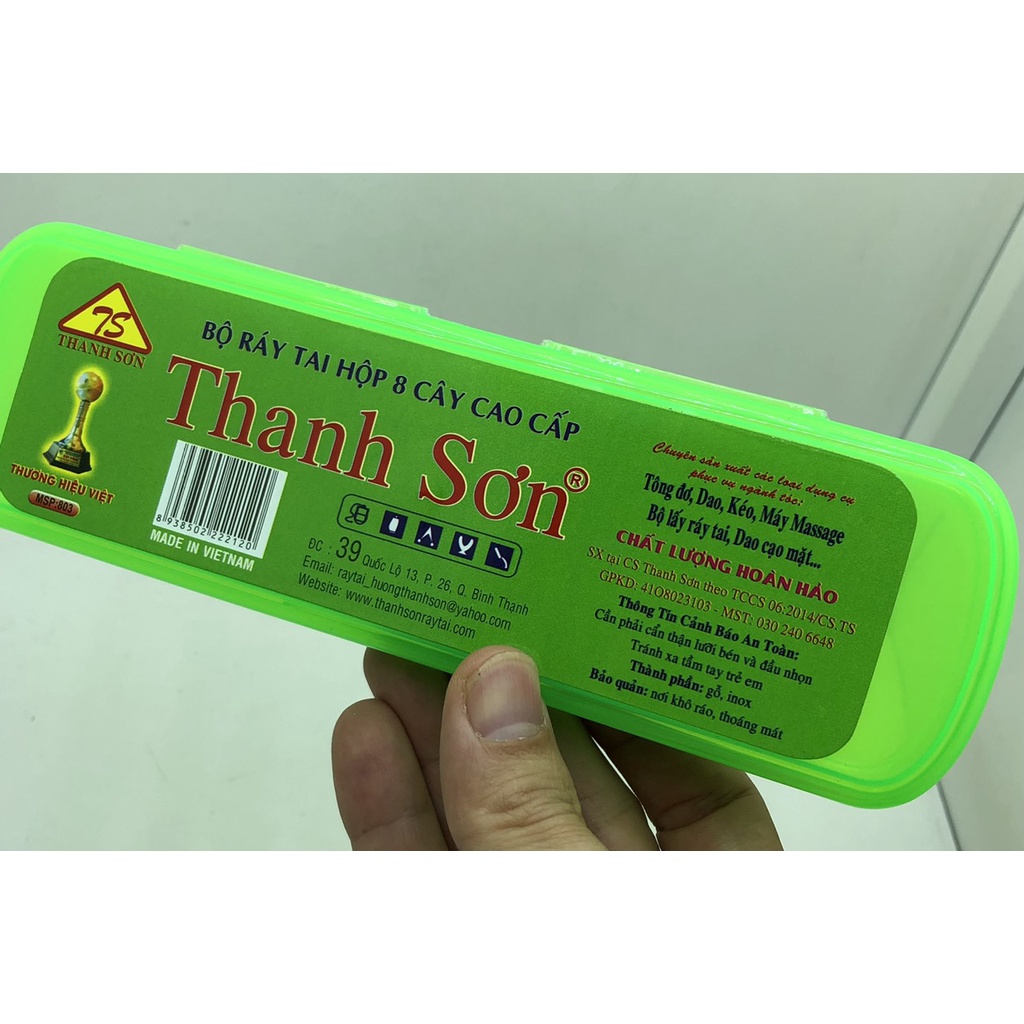 TS
THANH SƠN
THƯƠNG HIỆU VIỆT
MSP:803
BỘ RÁY TAI HỘP 8 CÂY CAO CẤP
Thanh Sơn®
8 938502 222120
MADE IN VIETNAM
ĐC : 39 Quốc Lộ 13, P. 26, Q. Bình Thạnh
Email: raytai_huongthanhson@yahoo.com
Website: www.thanhsonraytai.com
Chuyên sản xuất các loại dụng cụ
phục vụ ngành tóc:
Tông đơ, Dao, Kéo, Máy Massage
Bộ lấy ráy tai, Dao cạo mặt...
CHẤT LƯỢNG HOÀN HẢO
SX tại CS Thanh Sơn theo TCCS 06:2014/CS.TS
GPKD: 41O8023103 - MST: 030 240 6648
Thông Tin Cảnh Báo An Toàn:
Cần phải cẩn thận lưỡi bén và đầu nhọn
Tránh xa tầm tay trẻ em
Thành phần: gỗ, inox
Bảo quản: nơi khô ráo, thoáng mát